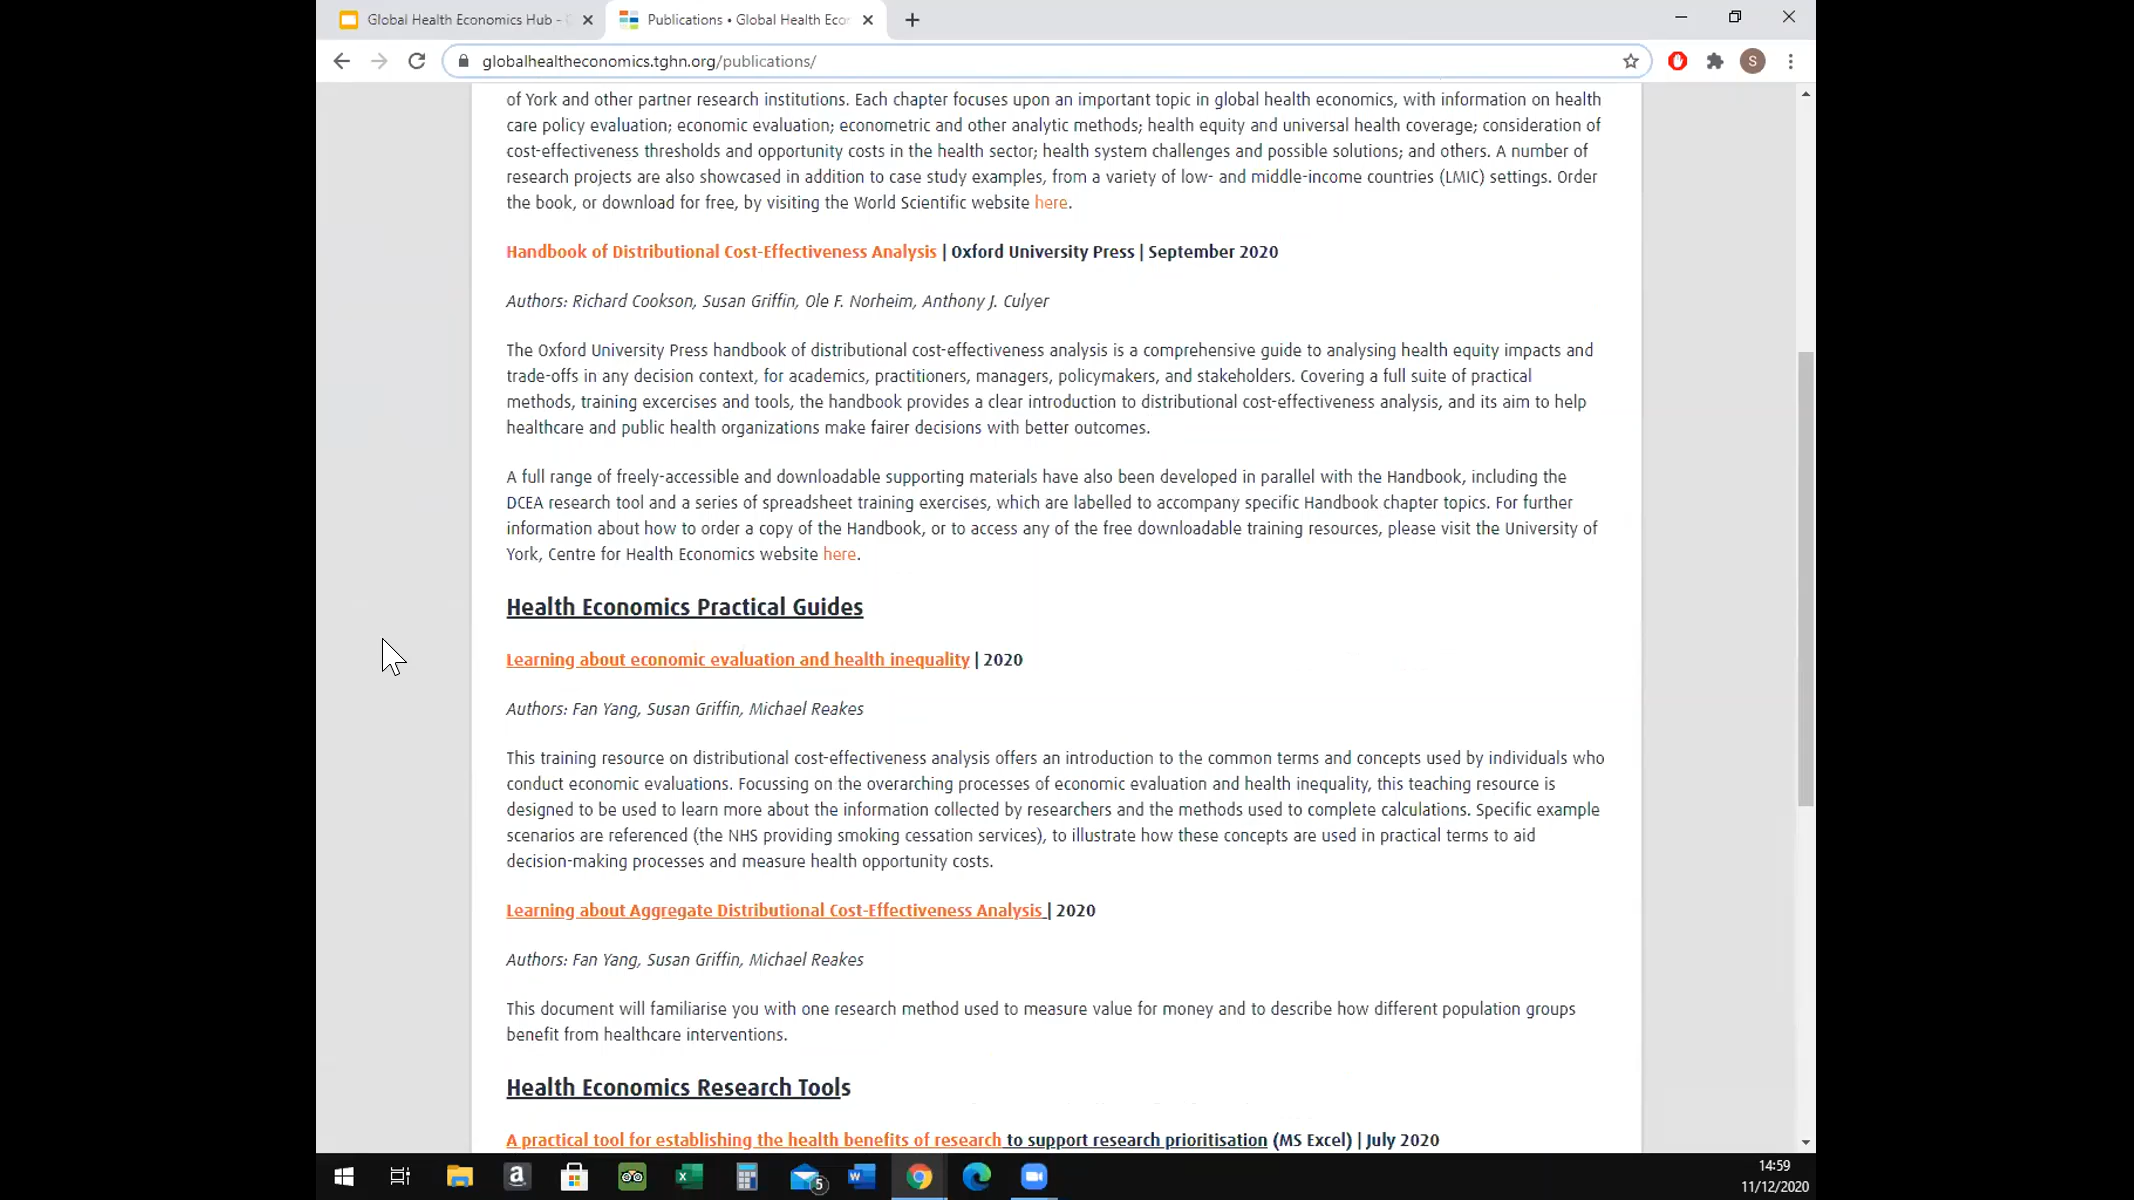 Global Health Economics Hub -
Publications • Global Health Eco
globalhealtheconomics.tghn.org/publications/
S
of York and other partner research institutions. Each chapter focuses upon an important topic in global health economics, with information on health
care policy evaluation; economic evaluation; econometric and other analytic methods; health equity and universal health coverage; consideration of
cost-effectiveness thresholds and opportunity costs in the health sector; health system challenges and possible solutions; and others. A number of
research projects are also showcased in addition to case study examples, from a variety of low- and middle-income countries (LMIC) settings. Order
the book, or download for free, by visiting the World Scientific website here.
Handbook of Distributional Cost-Effectiveness Analysis | Oxford University Press | September 2020
Authors: Richard Cookson, Susan Griffin, Ole F. Norheim, Anthony J. Culyer
The Oxford University Press handbook of distributional cost-effectiveness analysis is a comprehensive guide to analysing health equity impacts and
trade-offs in any decision context, for academics, practitioners, managers, policymakers, and stakeholders. Covering a full suite of practical
methods, training excercises and tools, the handbook provides a clear introduction to distributional cost-effectiveness analysis, and its aim to help
healthcare and public health organizations make fairer decisions with better outcomes.
A full range of freely-accessible and downloadable supporting materials have also been developed in parallel with the Handbook, including the
DCEA research tool and a series of spreadsheet training exercises, which are labelled to accompany specific Handbook chapter topics. For further
information about how to order a copy of the Handbook, or to access any of the free downloadable training resources, please visit the University of
York, Centre for Health Economics website here.
Health Economics Practical Guides
Learning about economic evaluation and health inequality | 2020
Authors: Fan Yang, Susan Griffin, Michael Reakes
This training resource on distributional cost-effectiveness analysis offers an introduction to the common terms and concepts used by individuals who
conduct economic evaluations. Focussing on the overarching processes of economic evaluation and health inequality, this teaching resource is
designed to be used to learn more about the information collected by researchers and the methods used to complete calculations. Specific example
scenarios are referenced (the NHS providing smoking cessation services), to illustrate how these concepts are used in practical terms to aid
decision-making processes and measure health opportunity costs.
Learning about Aggregate Distributional Cost-Effectiveness Analysis | 2020
Authors: Fan Yang, Susan Griffin, Michael Reakes
This document will familiarise you with one research method used to measure value for money and to describe how different population groups
benefit from healthcare interventions.
Health Economics Research Tools
A practical tool for establishing the health benefits of research to support research prioritisation (MS Excel) | July 2020
5
14:59
11/12/2020